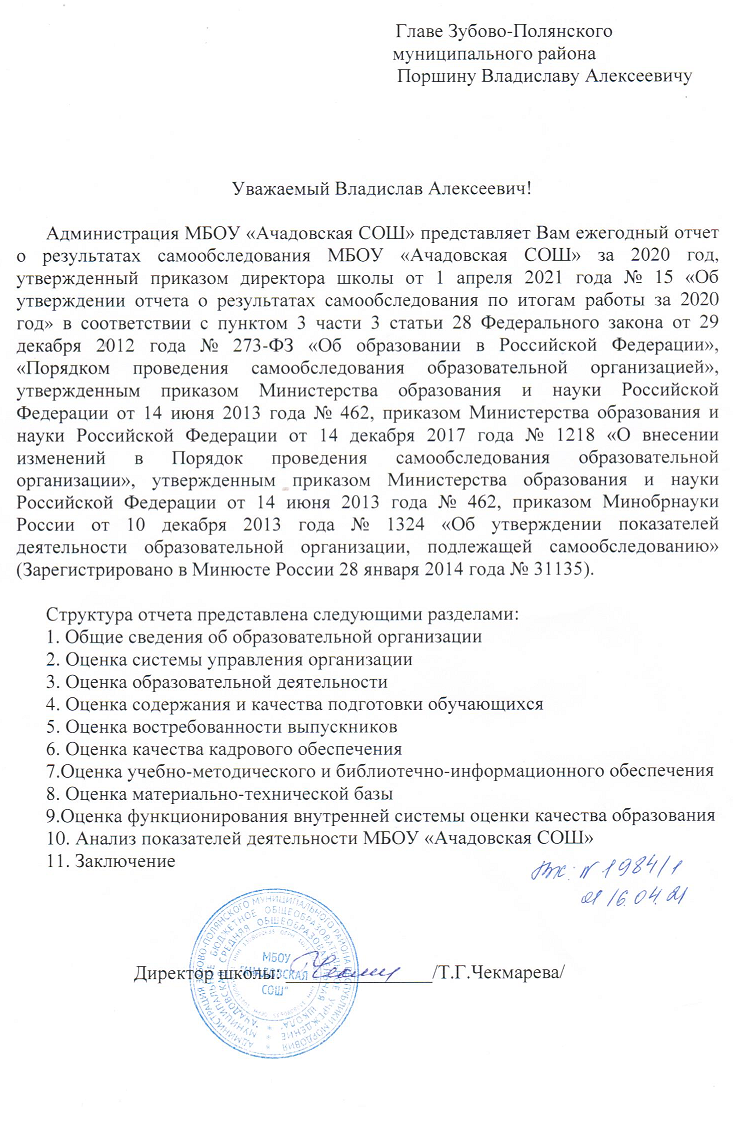 Главе Зубово-Полянского
муниципального района
Поршину Владиславу Алексеевичу
Уважаемый Владислав Алексеевич!
Администрация МБОУ «Ачадовская СОШ» представляет Вам ежегодный отчет
о результатах самообследования МБОУ «Ачадовская СОШ» за 2020 год,
утвержденный приказом директора школы от 1 апреля 2021 года № 15 «Об
утверждении отчета о результатах самообследования по итогам работы за 2020
год» в соответствии с пунктом 3 части 3 статьи 28 Федерального закона от 29
декабря 2012 года № 273-ФЗ «Об образовании в Российской Федерации»,
«Порядком проведения самообследования образовательной организацией»,
утвержденным приказом Министерства образования и науки Российской
Федерации от 14 июня 2013 года № 462, приказом Министерства образования и
науки Российской Федерации от 14 декабря 2017 года № 1218 «О внесении
изменений в Порядок проведения самообследования образовательной
организации», утвержденным приказом Министерства образования и науки
Российской Федерации от 14 июня 2013 года № 462, приказом Минобрнауки
России от 10 декабря 2013 года № 1324 «Об утверждении показателей
деятельности образовательной организации, подлежащей самообследованию»
(Зарегистрировано в Минюсте России 28 января 2014 года № 31135).
Структура отчета представлена следующими разделами:
1. Общие сведения об образовательной организации
2. Оценка системы управления организации
3. Оценка образовательной деятельности
4. Оценка содержания и качества подготовки обучающихся
5. Оценка востребованности выпускников
6. Оценка качества кадрового обеспечения
7.Оценка учебно-методического и библиотечно-информационного обеспечения
8. Оценка материально-технической базы
9.Оценка функционирования внутренней системы оценки качества образования
10. Анализ показателей деятельности МБОУ «Ачадовская СОШ»
11. Заключение
Вх: № 1984/1
от 16.04.21
МБОУ
"АЧАДОВСКАЯ
СОШ"
Директор школы: /Т.Г.Чекмарева/